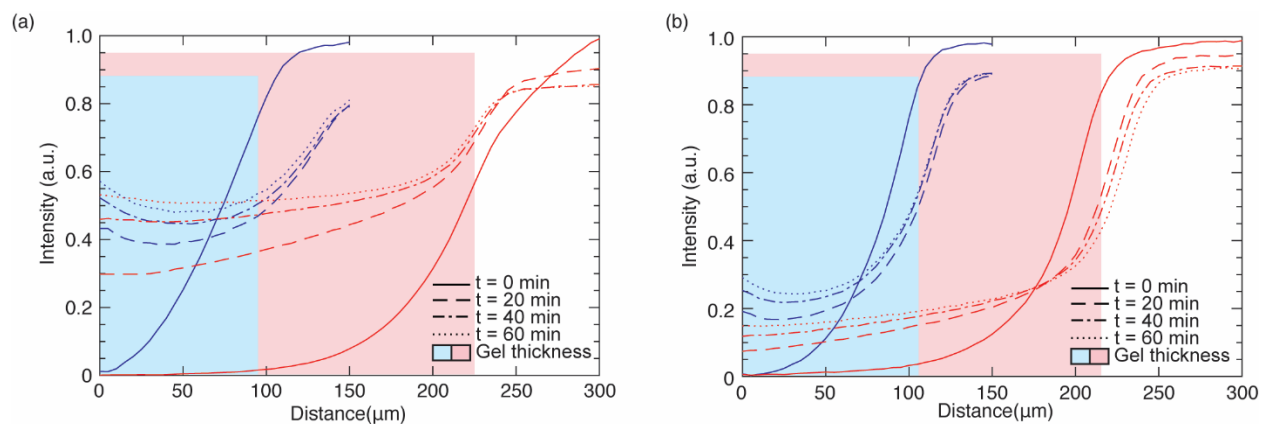 (a)
1.0
0.8
0.6
0.4
0.2
0
Intensity (a.u.)
0
50
100
150
200
250
300
Distance(µm)
t = 0 min
t = 20 min
t = 40 min
t = 60 min
Gel thickness
(b)
1.0
0.8
0.6
0.4
0.2
0
Intensity (a.u.)
0
50
100
150
200
250
300
Distance(µm)
t = 0 min
t = 20 min
t = 40 min
t = 60 min
Gel thickness